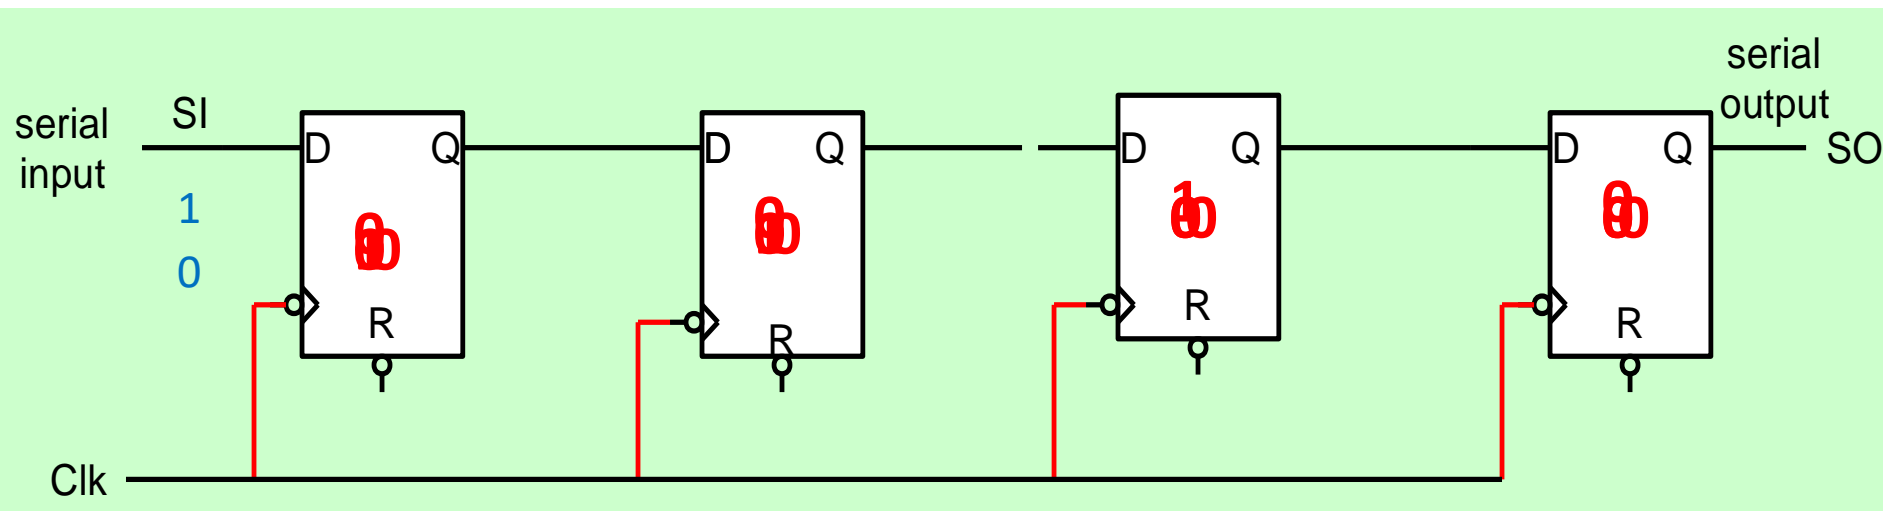 serial
input
SI
1
0
D
Q
R
D
Q
R
D
Q
R
D
Q
R
serial
output
SO
Clk